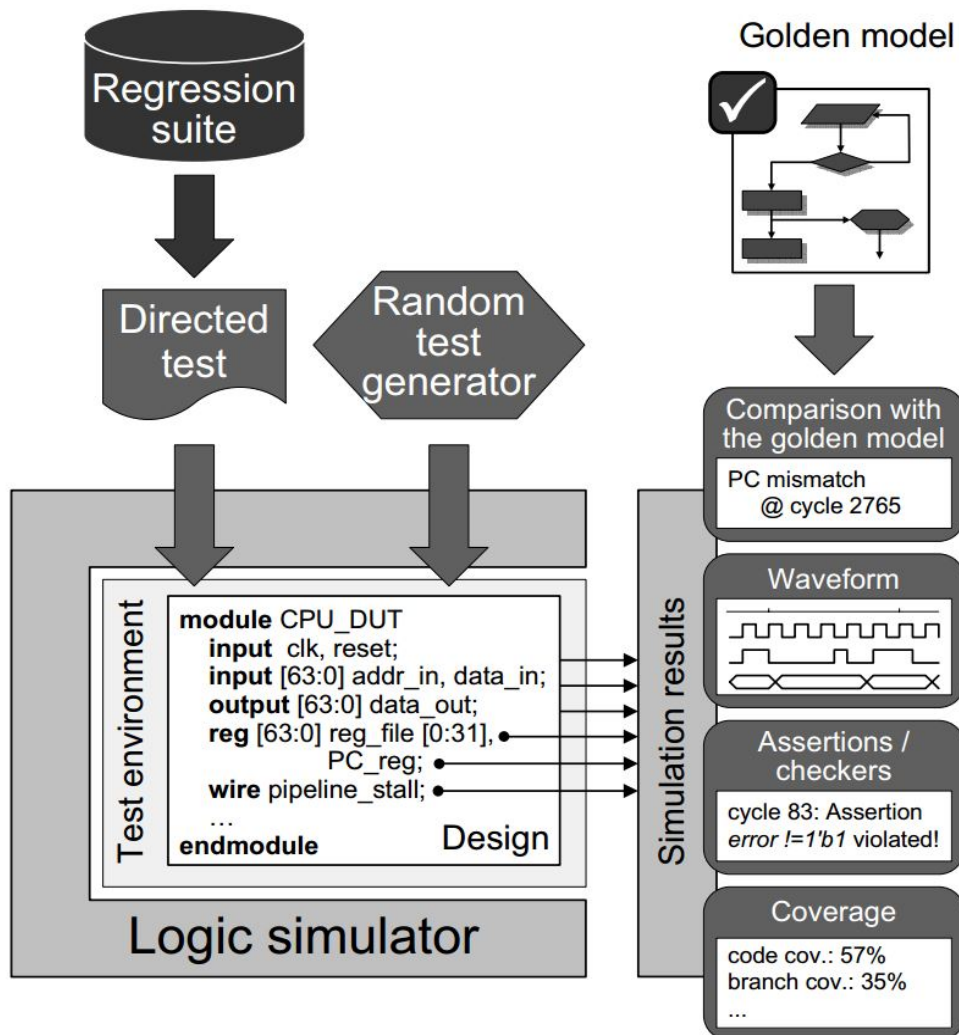 Regression
suite
Golden model
Directed
test
Random
test
generator
Test environment
module CPU_DUT
input clk, reset;
input [63:0] addr_in, data_in;
output [63:0] data_out;
reg [63:0] reg_file [0:31],
PC_reg;
wire pipeline_stall;
...
endmodule
Design
Logic simulator
Simulation results
Comparison with
the golden model
PC mismatch
@ cycle 2765
Waveform
Assertions /
checkers
cycle 83: Assertion
error !=1'b1 violated!
Coverage
code cov.: 57%
branch cov.: 35%
...